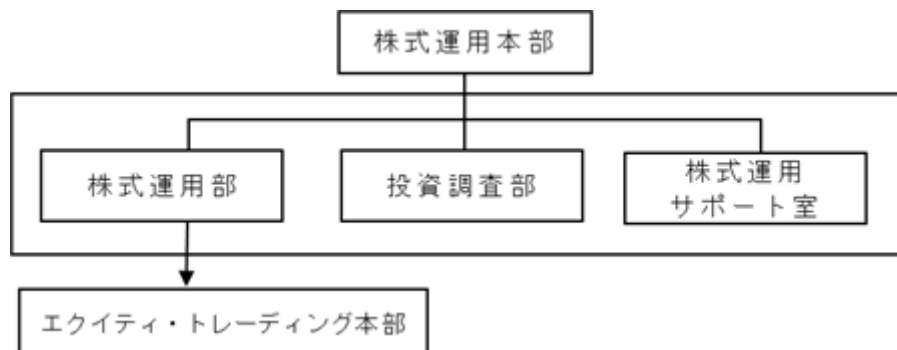 株式運用本部
株式運用部
投資調査部
株式運用
サポート室
エクイティ・トレーディング本部